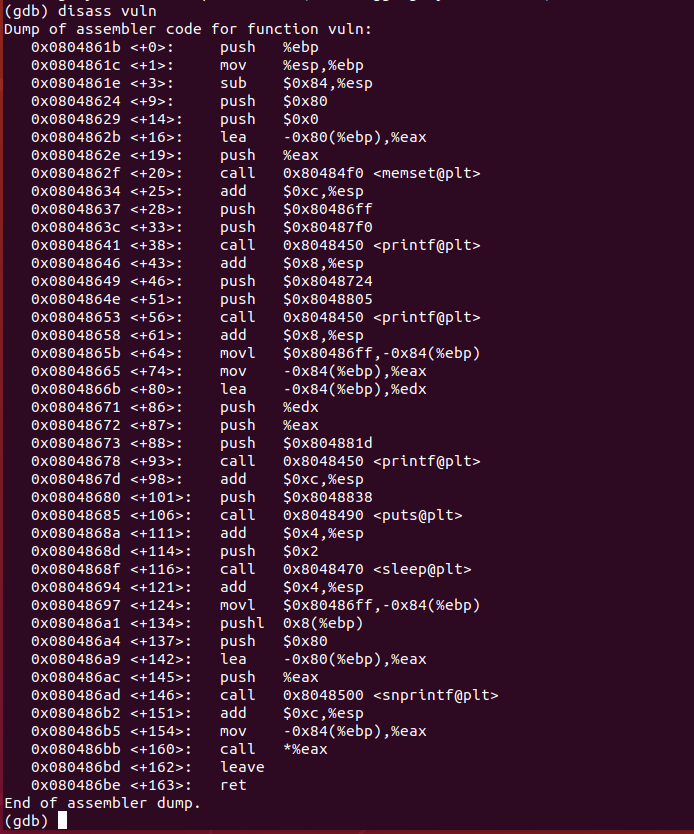 (gdb) disass vuln
Dump of assembler code for function vuln:
   0x0804861b <+0>:     push   %ebp
   0x0804861c <+1>:     mov    %esp,%ebp
   0x0804861e <+3>:     sub    $0x84,%esp
   0x08048624 <+9>:     push   $0x80
   0x08048629 <+14>:    push   $0x0
   0x0804862b <+16>:    lea    -0x80(%ebp),%eax
   0x0804862e <+19>:    push   %eax
   0x0804862f <+20>:    call   0x80484f0 <memset@plt>
   0x08048634 <+25>:    add    $0xc,%esp
   0x08048637 <+28>:    push   $0x80486ff
   0x0804863c <+33>:    push   $0x80487f0
   0x08048641 <+38>:    call   0x8048450 <printf@plt>
   0x08048646 <+43>:    add    $0x8,%esp
   0x08048649 <+46>:    push   $0x8048724
   0x0804864e <+51>:    push   $0x8048805
   0x08048653 <+56>:    call   0x8048450 <printf@plt>
   0x08048658 <+61>:    add    $0x8,%esp
   0x0804865b <+64>:    movl   $0x80486ff,-0x84(%ebp)
   0x08048665 <+74>:    mov    -0x84(%ebp),%eax
   0x0804866b <+80>:    lea    -0x84(%ebp),%edx
   0x08048671 <+86>:    push   %edx
   0x08048672 <+87>:    push   %eax
   0x08048673 <+88>:    push   $0x804881d
   0x08048678 <+93>:    call   0x8048450 <printf@plt>
   0x0804867d <+98>:    add    $0xc,%esp
   0x08048680 <+101>:   push   $0x8048838
   0x08048685 <+106>:   call   0x8048490 <puts@plt>
   0x0804868a <+111>:   add    $0x4,%esp
   0x0804868d <+114>:   push   $0x2
   0x0804868f <+116>:   call   0x8048470 <sleep@plt>
   0x08048694 <+121>:   add    $0x4,%esp
   0x08048697 <+124>:   movl   $0x80486ff,-0x84(%ebp)
   0x080486a1 <+134>:   pushl  0x8(%ebp)
   0x080486a4 <+137>:   push   $0x80
   0x080486a9 <+142>:   lea    -0x80(%ebp),%eax
   0x080486ac <+145>:   push   %eax
   0x080486ad <+146>:   call   0x8048500 <snprintf@plt>
   0x080486b2 <+151>:   add    $0xc,%esp
   0x080486b5 <+154>:   mov    -0x84(%ebp),%eax
   0x080486bb <+160>:   call   *%eax
   0x080486bd <+162>:   leave
   0x080486be <+163>:   ret
End of assembler dump.
(gdb)